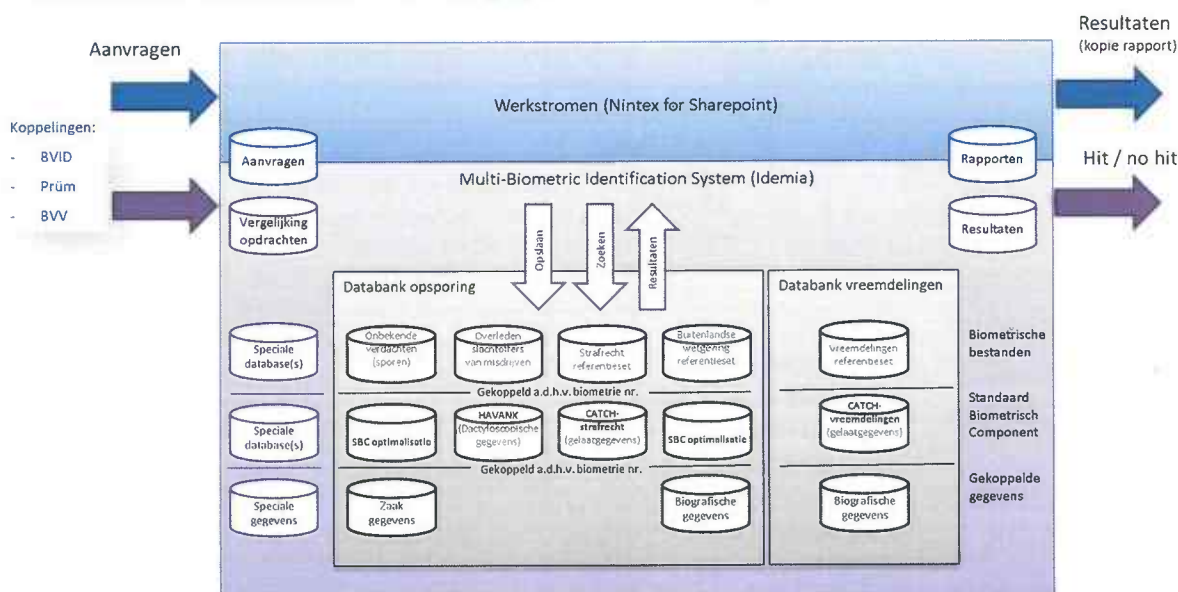 Resultaten
(kopie rapport)
Aanvragen
Werkstromen (Nintex for Sharepoint)
Koppelingen:
- BVID
- Prüm
- BVV
Aanvragen
Rapporten
Hit / no hit
Multi-Biometric Identification System (Idemia)
Vergelijking
opdrachten
Resultaten
Opslaan
Zoeken
Resultaten
Databank opsporing
Databank vreemdelingen
Speciale
database(s)
Onbekende
verdachten
(sporen)
Overleden
slachtoffers
van misdrijven
Strafrecht
referentieset
Buitenlandse
wetgeving
referentieset
vreemdelingen
referentieset
Biometrische
bestanden
Gekoppeld a.d.h.v. biometrie nr.
Speciale
database(s)
SBC optimalisatie
HAVANK
(Dactyloscopische
gegevens)
CATCH-
strafrecht
(gelaatgegevens)
SBC optimalisatie
CATCH-
vreemdelingen
(gelaatgegevens)
Standaard
Biometrisch
Component
Gekoppeld a.d.h.v. biometrie nr.
Speciale
gegevens
Zaak
gegevens
Biografische
gegevens
Biografische
gegevens
Gekoppelde
gegevens